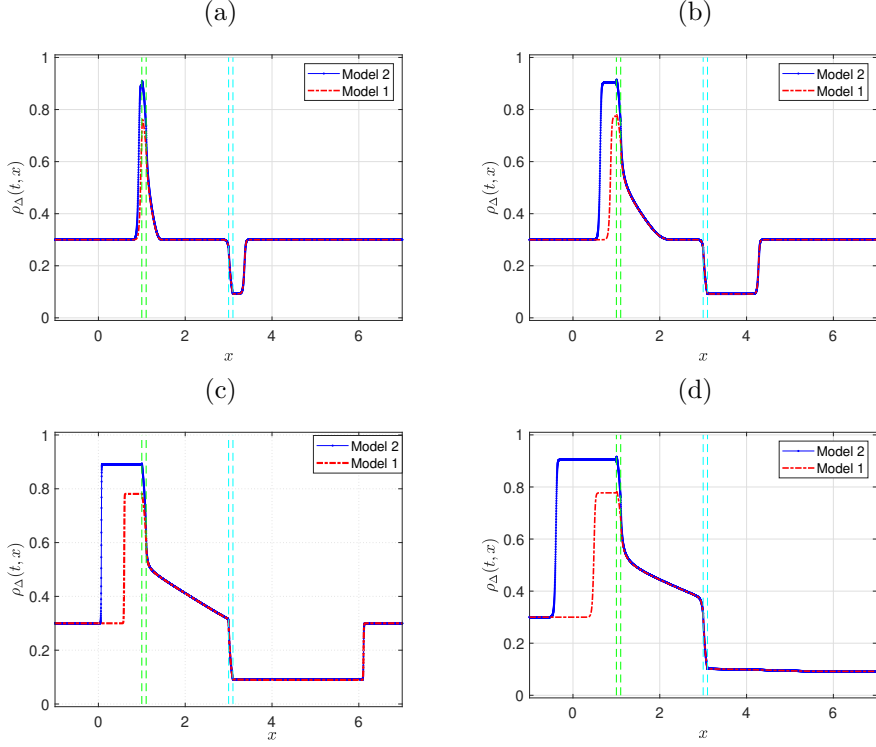 (a)
(b)
Model 2
Model 1
Model 2
Model 1
1
0.8
0.6
0.4
0.2
0
ρΔ(t, x)
0 2 4 6
x
1
0.8
0.6
0.4
0.2
0
ρΔ(t, x)
0 2 4 6
x
(c)
(d)
Model 2
Model 1
Model 2
Model 1
1
0.8
0.6
0.4
0.2
0
ρΔ(t, x)
0 2 4 6
x
1
0.8
0.6
0.4
0.2
0
ρΔ(t, x)
0 2 4 6
x